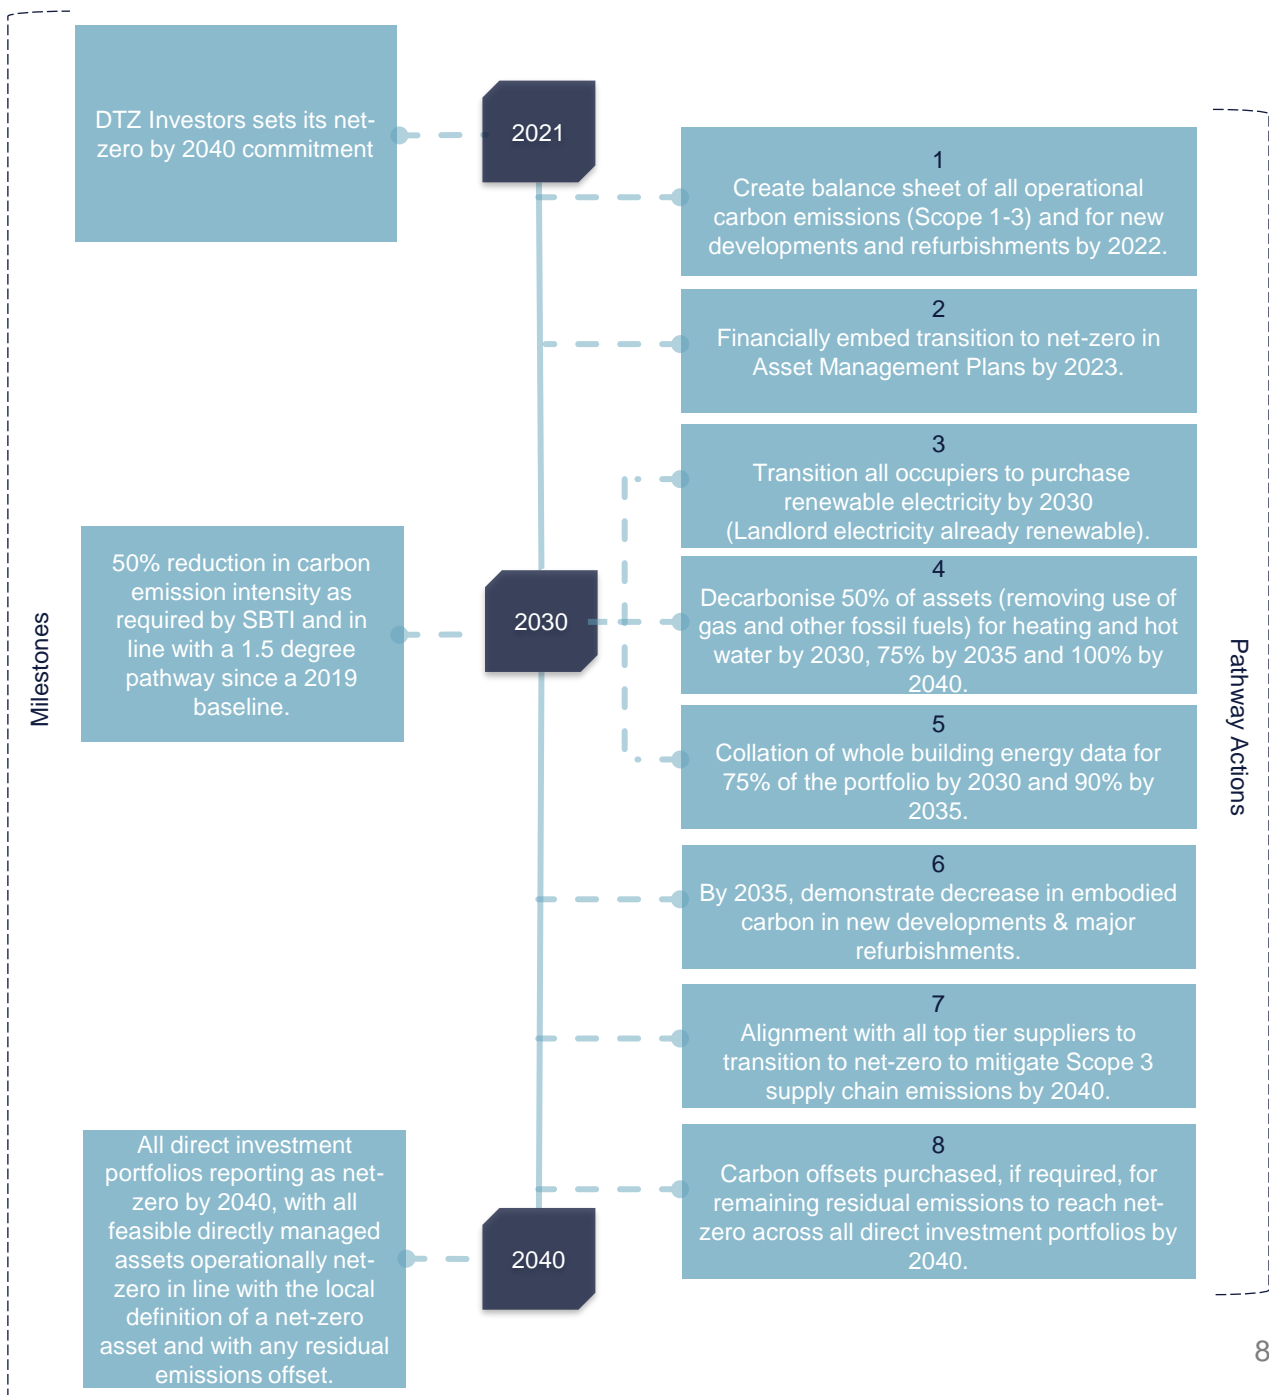 Milestones
DTZ Investors sets its net-
zero by 2040 commitment
2021
1
Create balance sheet of all operational
carbon emissions (Scope 1-3) and for new
developments and refurbishments by 2022.
2
Financially embed transition to net-zero in
Asset Management Plans by 2023.
50% reduction in carbon
emission intensity as
required by SBTI and in
line with a 1.5 degree
pathway since a 2019
baseline.
2030
3
Transition all occupiers to purchase
renewable electricity by 2030
(Landlord electricity already renewable).
4
Decarbonise 50% of assets (removing use of
gas and other fossil fuels) for heating and hot
water by 2030, 75% by 2035 and 100% by
2040.
5
Collation of whole building energy data for
75% of the portfolio by 2030 and 90% by
2035.
6
By 2035, demonstrate decrease in embodied
carbon in new developments & major
refurbishments.
7
Alignment with all top tier suppliers to
transition to net-zero to mitigate Scope 3
supply chain emissions by 2040.
All direct investment
portfolios reporting as net-
zero by 2040, with all
feasible directly managed
assets operationally net-
zero in line with the local
definition of a net-zero
asset and with any residual
emissions offset.
2040
8
Carbon offsets purchased, if required, for
remaining residual emissions to reach net-
zero across all direct investment portfolios by
2040.
Pathway Actions
8